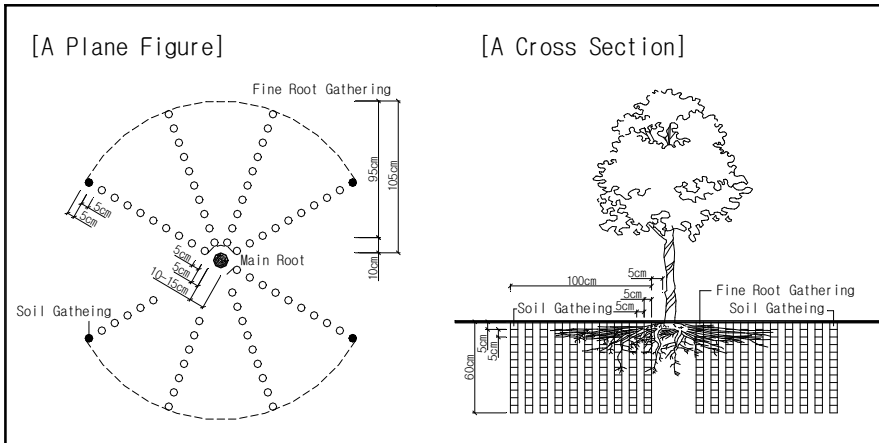 [A Plane Figure]
Fine Root Gathering
95cm
105cm
5cm
5cm
10cm
Main Root
5cm
5cm
10-15cm
Soil Gatheing
[A Cross Section]
5cm
100cm
5cm
Fine Root Gathering
Soil Gatheing
5cm
Soil Gathering
5cm
5cm
60cm